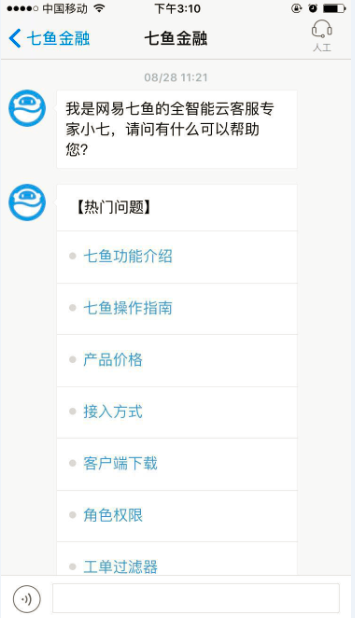 中国移动 下午3:10
七鱼金融 七鱼金融 人工
08/28 11:21
我是网易七鱼的全智能云客服专
家小七，请问有什么可以帮助
您?
【热门问题】
七鱼功能介绍
七鱼操作指南
产品价格
接入方式
客户端下载
角色权限
工单过滤器